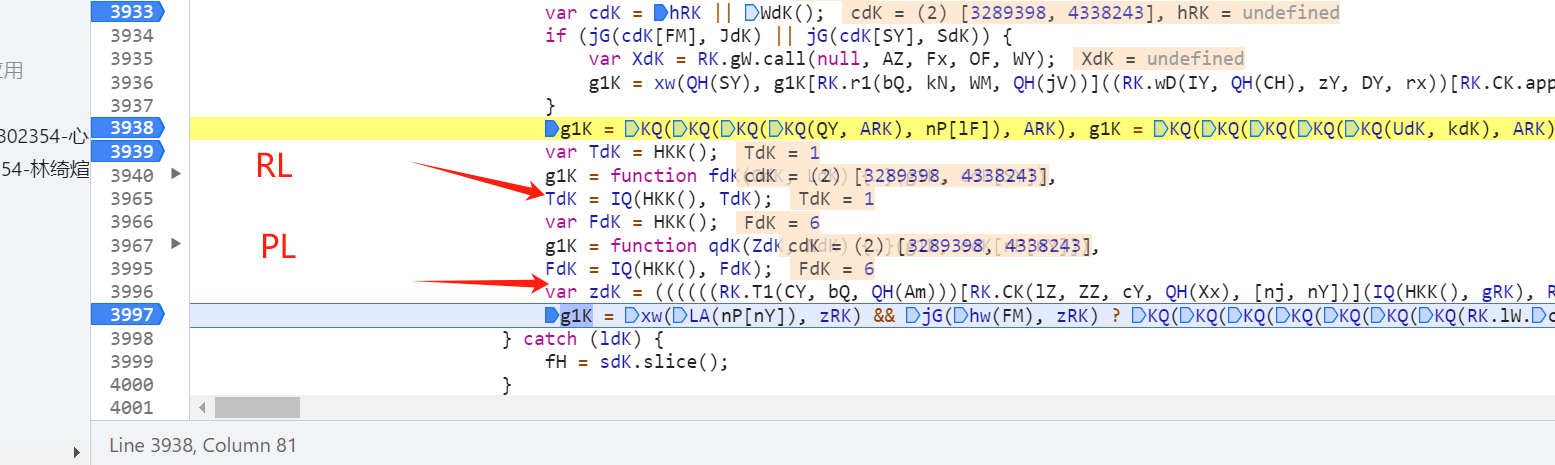 应用
302354-心
54-林绮煊
RL
PL
3933 var cdK = hRK || WdK(); cdK = (2) [3289398, 4338243], hRK = undefined
3934 if (jG(cdK[FM], JdK) || jG(cdK[SY], SdK)) {
3935 var XdK = RK.gW.call(null, AZ, Fx, OF, WY); XdK = undefined
3936 g1K = xw(QH(SY), g1K[RK.r1(bQ, kN, WM, QH(jV))]((RK.wD(IY, QH(CH), zY, DY, rx))[RK.CK.app
3937 }
3938 g1K = KQ(KQ(KQ(KQ(QY, ARK), nP[lF]), ARK), g1K = KQ(KQ(KQ(KQ(KQ(UdK, kdK), ARK)
3939 var TdK = HKK(); TdK = 1
3940 g1K = function fdK( cdK = (2) [3289398, 4338243],
3965 TdK = IQ(HKK(), TdK); TdK = 1
3966 var FdK = HKK(); FdK = 6
3967 g1K = function qdK(ZdK, cdK = (2) [3289398, 4338243],
3995 FdK = IQ(HKK(), FdK); FdK = 6
3996 var zdK = ((((((RK.T1(CY, bQ, QH(Am)))[RK.CK(lZ, ZZ, cY, QH(Xx), [nj, nY])](IQ(HKK(), gRK), R
3997 g1K = xw(LA(nP[nY]), zRK) && jG(hw(FM), zRK) ? KQ(KQ(KQ(KQ(KQ(KQ(KQ(RK.lW.c
3998 } catch (ldK) {
3999 fH = sdK.slice();
4000 }
4001
Line 3938, Column 81